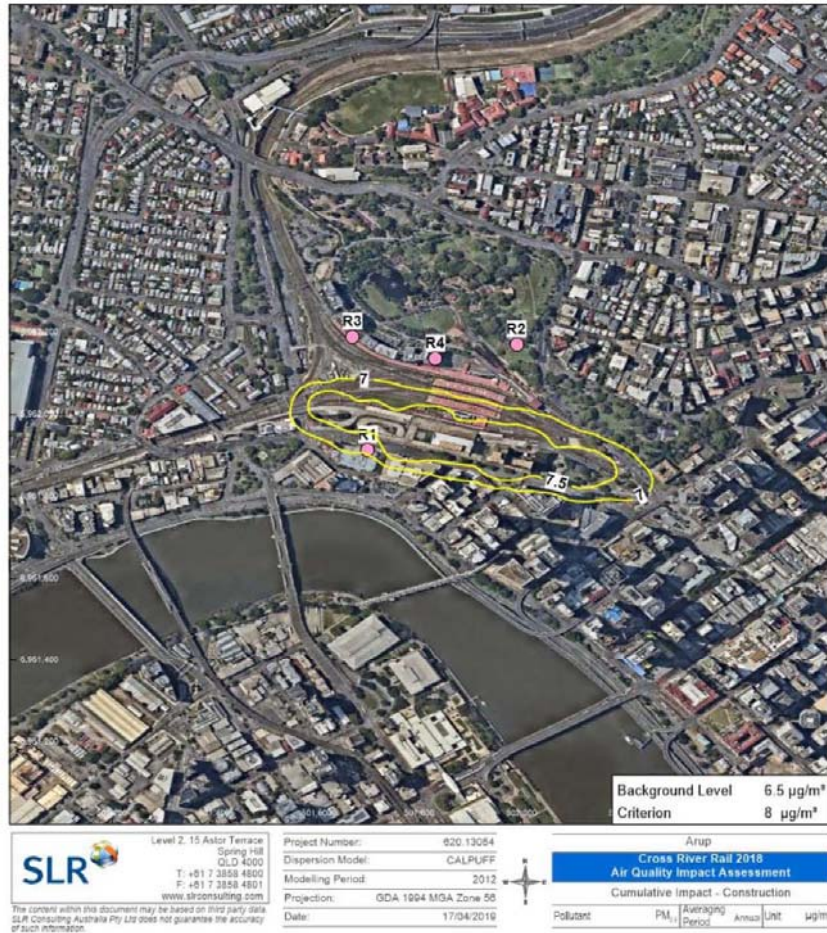 R3
R4
R2
7
R1
7.5
7
6,951,600
6,951,400
501,600
Background Level 6.5 µg/m³
Criterion 8 µg/m³
SLR
Level 2, 15 Astor Terrace
Spring Hill
QLD 4000
T: +61 7 3858 4800
F: +61 7 3858 4801
www.slrconsulting.com
The content within this document may be based on third party data.
SLR Consulting Australia Pty Ltd does not guarantee the accuracy
of such information.
Project Number: 620.13064
Dispersion Model: CALPUFF
Modelling Period: 2012
Projection: GDA 1994 MGA Zone 56
Date: 17/04/2019
Arup
Cross River Rail 2018
Air Quality Impact Assessment
Cumulative Impact - Construction
Pollutant PM Averaging Period Annual Unit µg/m³